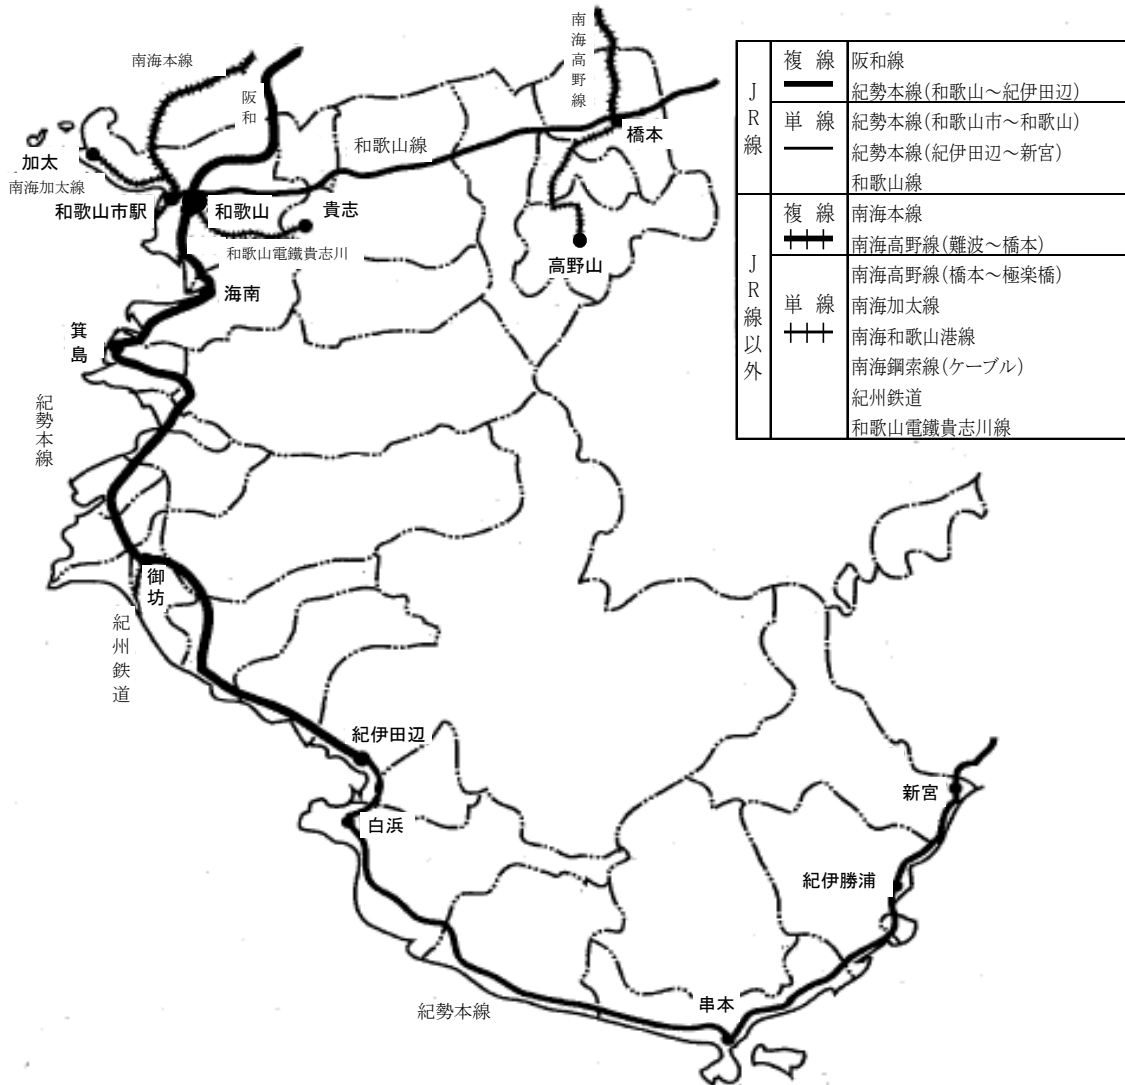 南海本線
阪和
南海高野線
和歌山線
橋本
加太
南海加太線
和歌山市駅
和歌山
貴志
和歌山電鐵貴志川
高野山
海南
箕島
紀勢本線
御坊
紀州鉄道
紀伊田辺
白浜
新宮
紀伊勝浦
串本
紀勢本線
JR線
複線
阪和線
紀勢本線(和歌山～紀伊田辺)
単線
紀勢本線(和歌山市～和歌山)
紀勢本線(紀伊田辺～新宮)
和歌山線
JR線以外
複線
南海本線
南海高野線(難波～橋本)
単線
南海高野線(橋本～極楽橋)
南海加太線
南海和歌山港線
南海鋼索線(ケーブル)
紀州鉄道
和歌山電鐵貴志川線